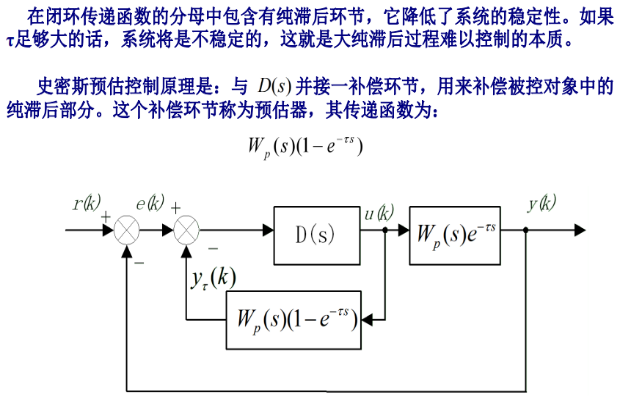 在闭环传递函数的分母中包含有纯滞后环节，它降低了系统的稳定性。如果
τ足够大的话，系统将是不稳定的，这就是大纯滞后过程难以控制的本质。
史密斯预估控制原理是：与 D(s) 并接一补偿环节，用来补偿被控对象中的
纯滞后部分。这个补偿环节称为预估器，其传递函数为：
W_p(s)(1−e^{−τs})
r(k) + e(k) + u(k) y(k)
D(s) W_p(s)e^{−τs}
− −
y_τ(k)
W_p(s)(1−e^{−τs})